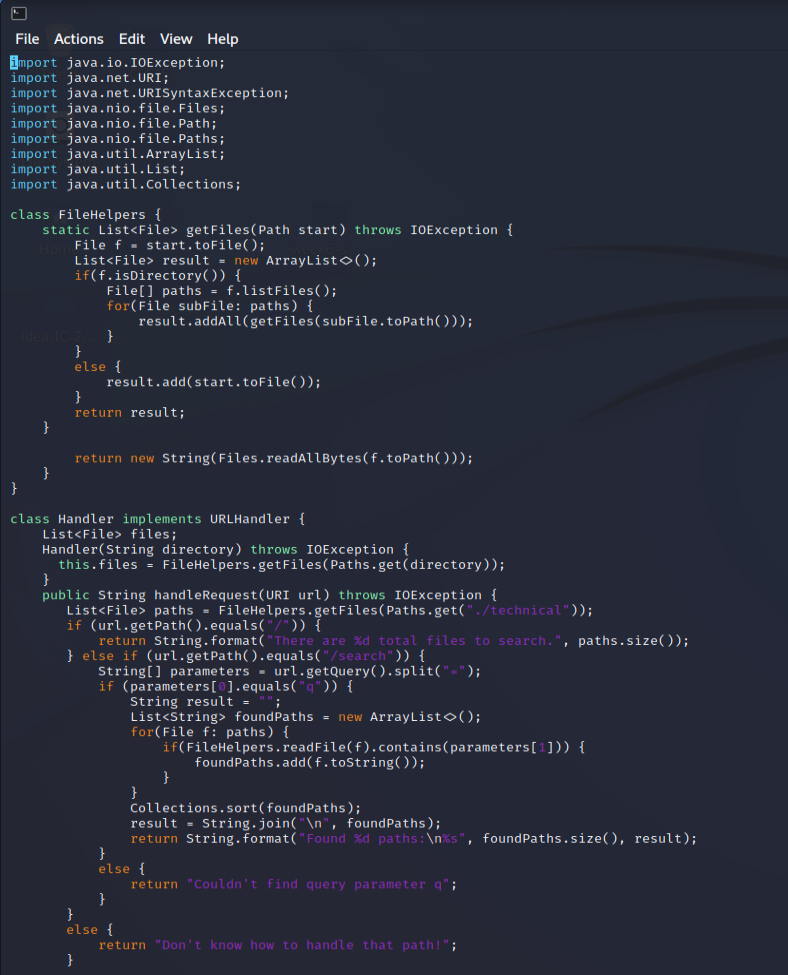 File Actions Edit View Help
import java.io.IOException;
import java.net.URI;
import java.net.URISyntaxException;
import java.nio.file.Files;
import java.nio.file.Path;
import java.nio.file.Paths;
import java.util.ArrayList;
import java.util.List;
import java.util.Collections;

class FileHelpers {
    static List<File> getFiles(Path start) throws IOException {
        File f = start.toFile();
        List<File> result = new ArrayList<>();
        if(f.isDirectory()) {
            File[] paths = f.listFiles();
            for(File subFile: paths) {
                result.addAll(getFiles(subFile.toPath()));
            }
        }
        else {
            result.add(start.toFile());
        }
        return result;
    }

        return new String(Files.readAllBytes(f.toPath()));
    }
}

class Handler implements URLHandler {
    List<File> files;
    Handler(String directory) throws IOException {
      this.files = FileHelpers.getFiles(Paths.get(directory));
    }
    public String handleRequest(URI url) throws IOException {
       List<File> paths = FileHelpers.getFiles(Paths.get("./technical"));
       if (url.getPath().equals("/")) {
           return String.format("There are %d total files to search.", paths.size());
       } else if (url.getPath().equals("/search")) {
           String[] parameters = url.getQuery().split("=");
           if (parameters[0].equals("q")) {
               String result = "";
               List<String> foundPaths = new ArrayList<>();
               for(File f: paths) {
                   if(FileHelpers.readFile(f).contains(parameters[1])) {
                       foundPaths.add(f.toString());
                   }
               }
               Collections.sort(foundPaths);
               result = String.join("\n", foundPaths);
               return String.format("Found %d paths:\n%s", foundPaths.size(), result);
           }
           else {
               return "Couldn't find query parameter q";
           }
       }
       else {
           return "Don't know how to handle that path!";
       }